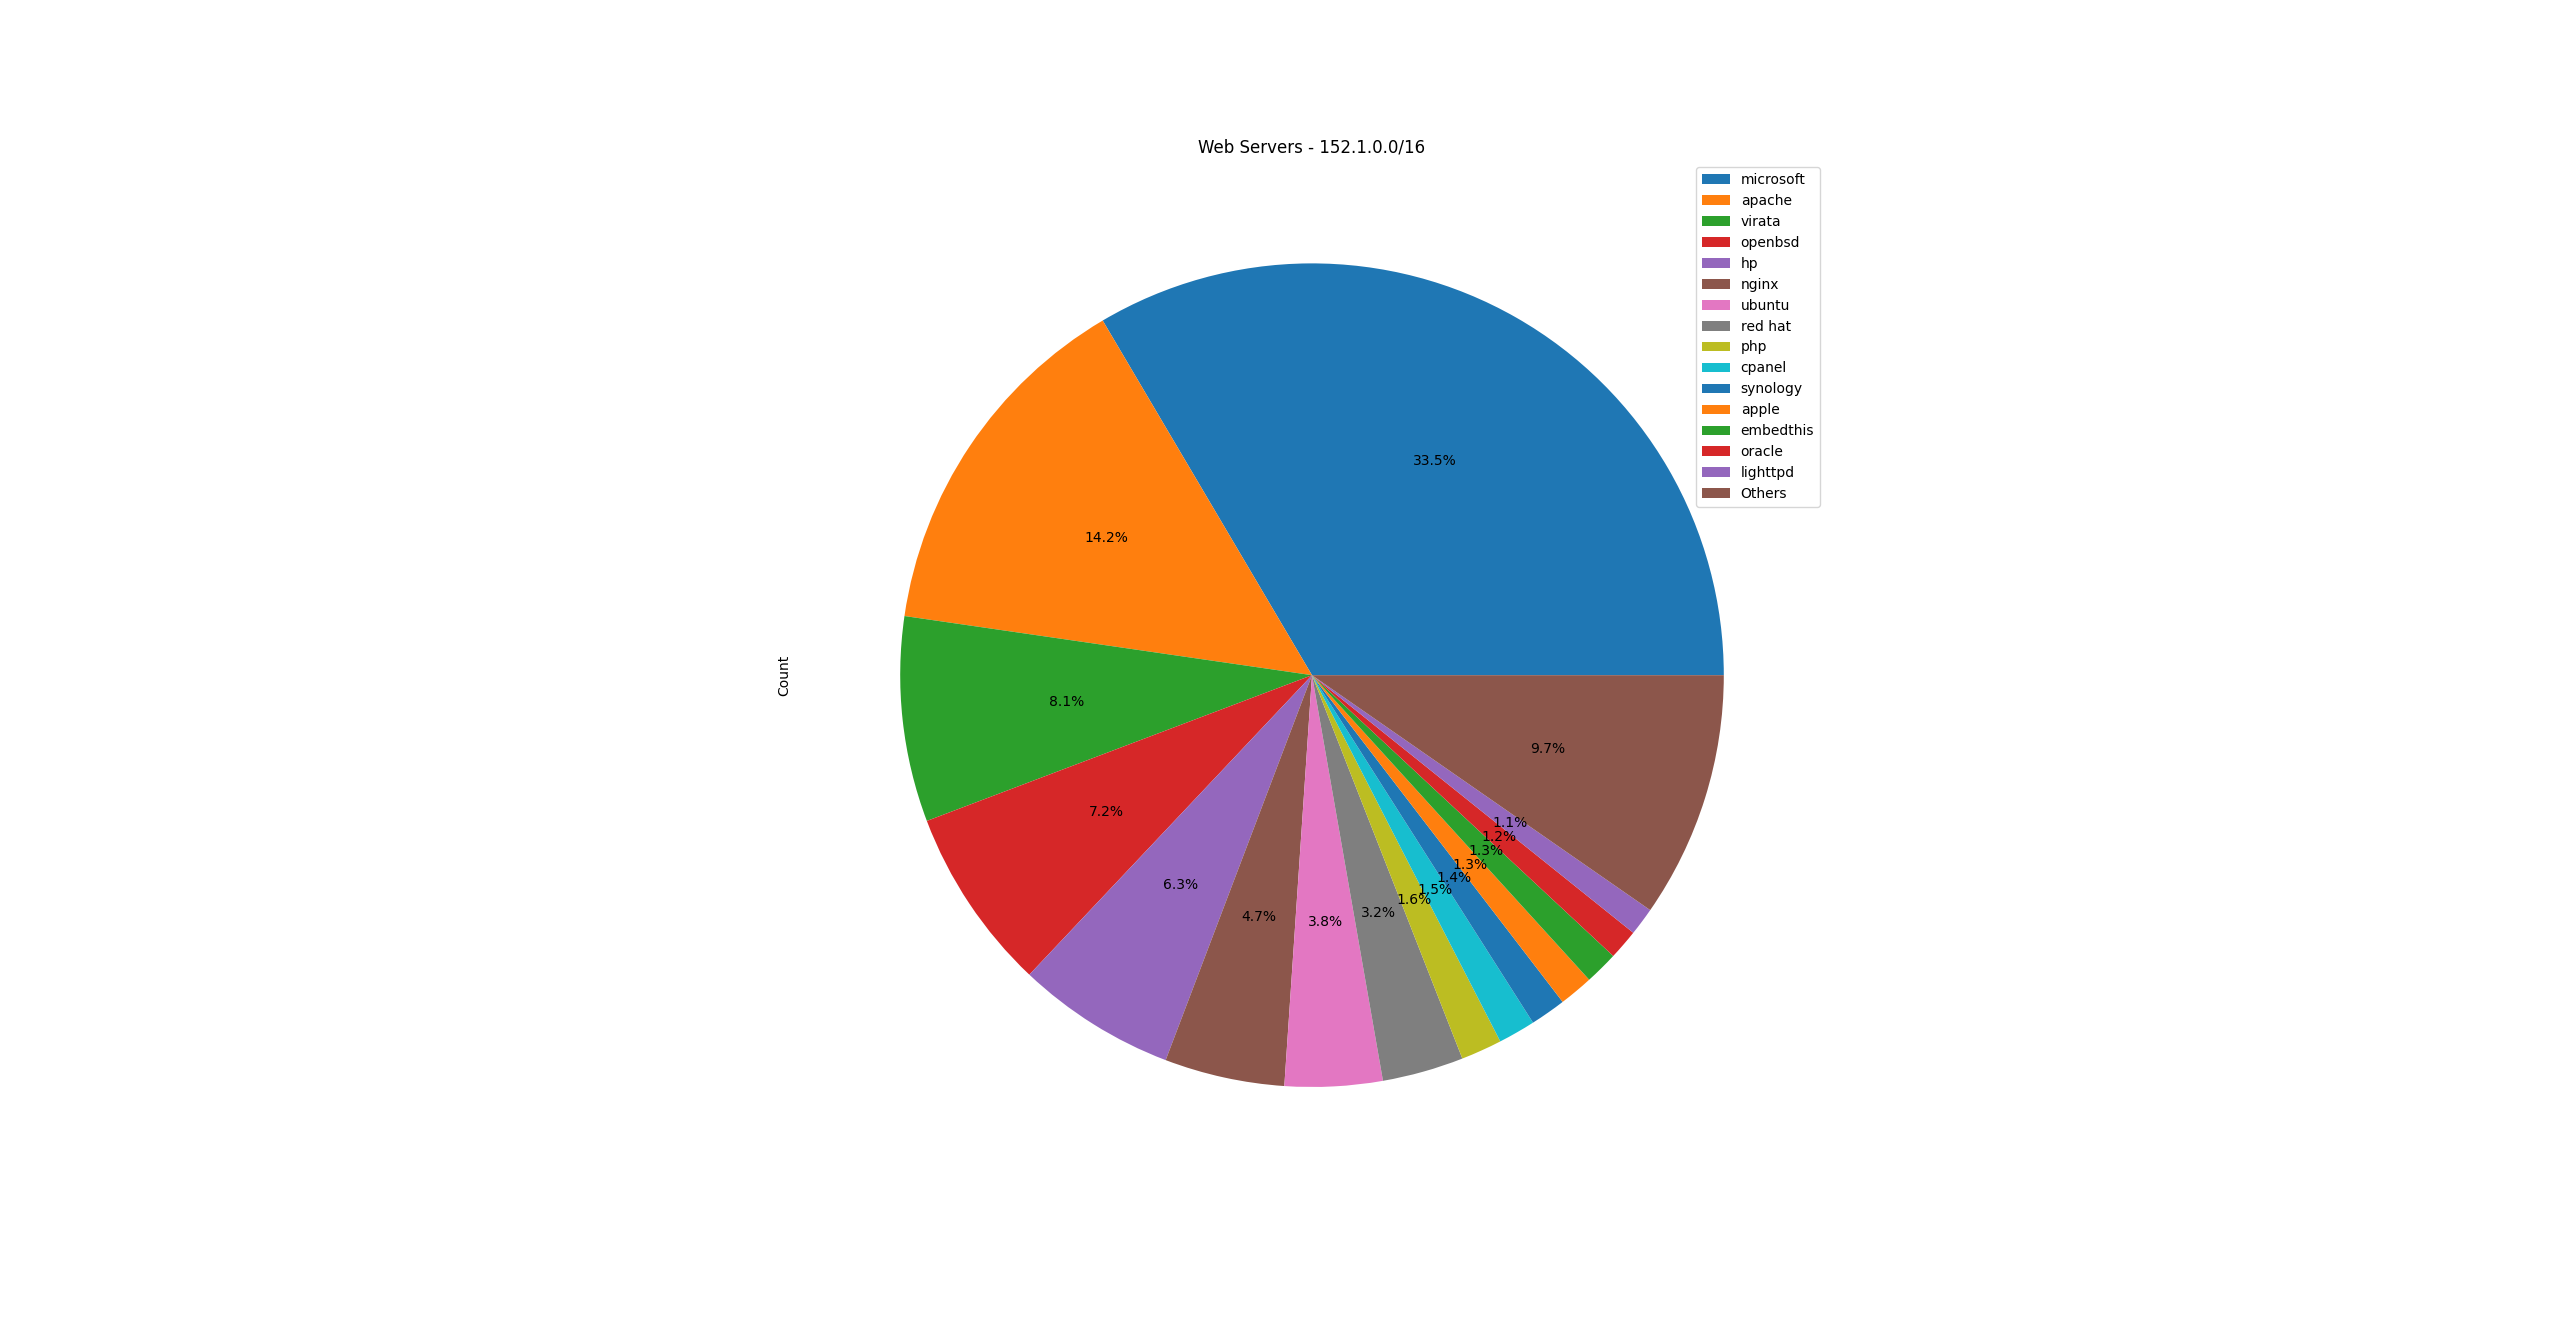 Web Servers - 152.1.0.0/16
microsoft
apache
virata
openbsd
hp
nginx
ubuntu
red hat
php
cpanel
synology
apple
embedthis
oracle
lighttpd
Others
33.5%
14.2%
8.1%
7.2%
6.3%
4.7%
3.8%
3.2%
1.6%
1.5%
1.4%
1.3%
1.3%
1.2%
1.1%
9.7%
Count